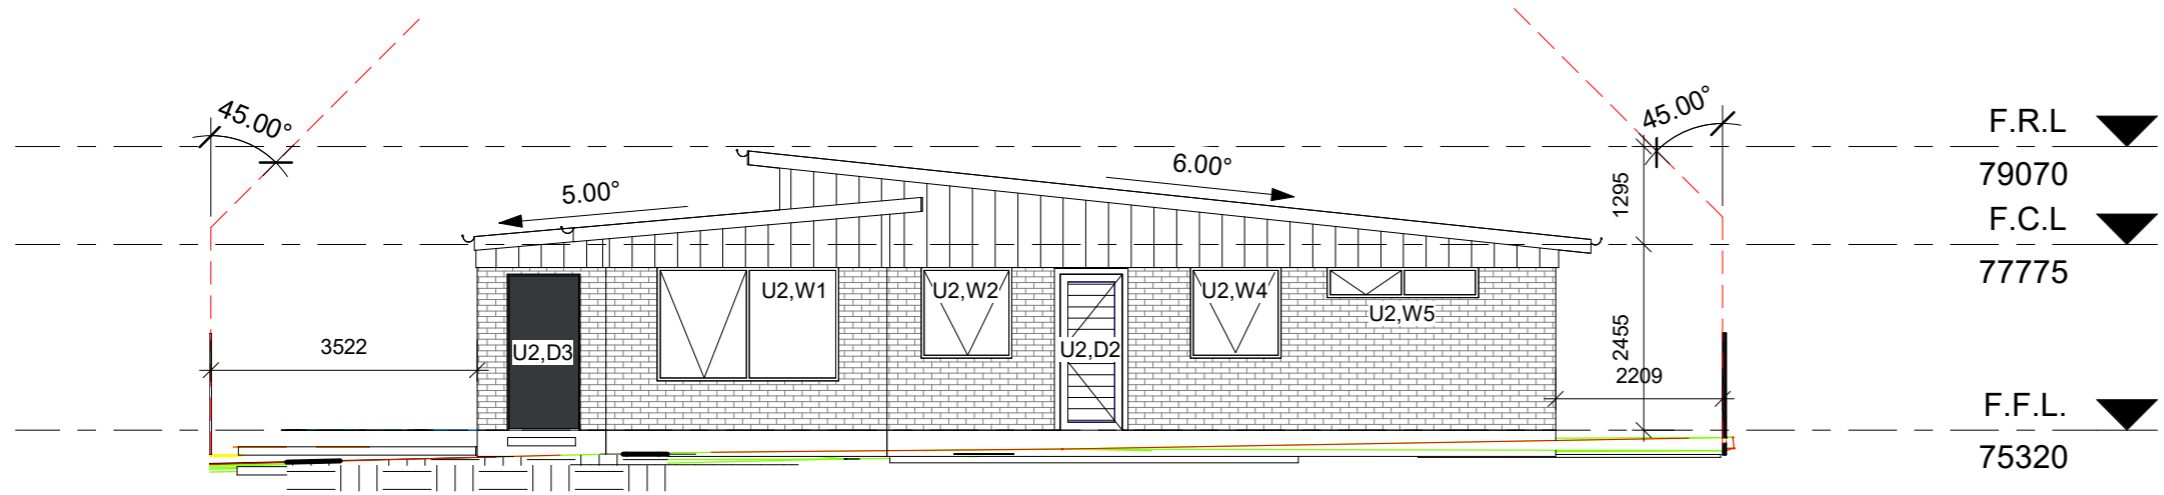 45.00°
45.00°
F.R.L
79070
6.00°
5.00°
1295
F.C.L
77775
U2,W1
U2,W2
U2,W4
U2,W5
3522
U2,D3
U2,D2
2455
2209
F.F.L.
75320